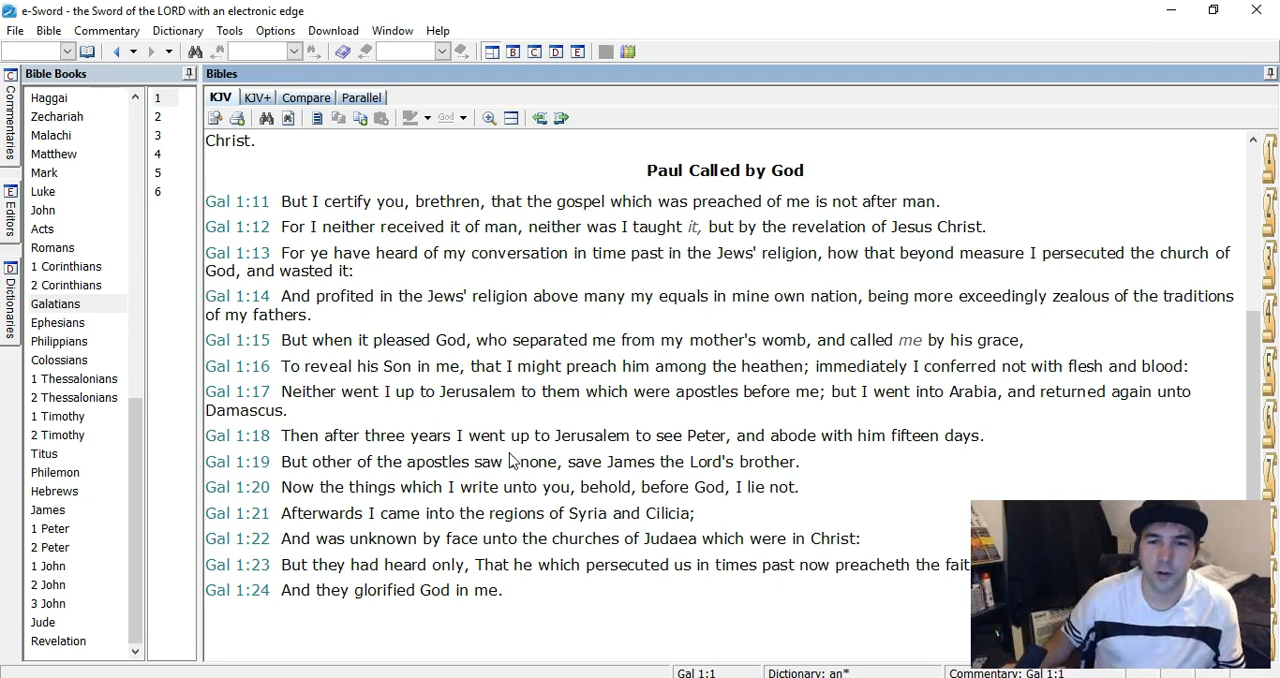 e-Sword - the Sword of the LORD with an electronic edge
File Bible Commentary Dictionary Tools Options Download Window Help
B C D E
C Bible Books
Bibles
Commentaries
E Editors
D Dictionaries
Haggai
Zechariah
Malachi
Matthew
Mark
Luke
John
Acts
Romans
1 Corinthians
2 Corinthians
Galatians
Ephesians
Philippians
Colossians
1 Thessalonians
2 Thessalonians
1 Timothy
2 Timothy
Titus
Philemon
Hebrews
James
1 Peter
2 Peter
1 John
2 John
3 John
Jude
Revelation
1
2
3
4
5
6
KJV KJV+ Compare Parallel
God
Christ.
Paul Called by God
Gal 1:11 But I certify you, brethren, that the gospel which was preached of me is not after man.
Gal 1:12 For I neither received it of man, neither was I taught it, but by the revelation of Jesus Christ.
Gal 1:13 For ye have heard of my conversation in time past in the Jews' religion, how that beyond measure I persecuted the church of
God, and wasted it:
Gal 1:14 And profited in the Jews' religion above many my equals in mine own nation, being more exceedingly zealous of the traditions
of my fathers.
Gal 1:15 But when it pleased God, who separated me from my mother's womb, and called me by his grace,
Gal 1:16 To reveal his Son in me, that I might preach him among the heathen; immediately I conferred not with flesh and blood:
Gal 1:17 Neither went I up to Jerusalem to them which were apostles before me; but I went into Arabia, and returned again unto
Damascus.
Gal 1:18 Then after three years I went up to Jerusalem to see Peter, and abode with him fifteen days.
Gal 1:19 But other of the apostles saw I none, save James the Lord's brother.
Gal 1:20 Now the things which I write unto you, behold, before God, I lie not.
Gal 1:21 Afterwards I came into the regions of Syria and Cilicia;
Gal 1:22 And was unknown by face unto the churches of Judaea which were in Christ:
Gal 1:23 But they had heard only, That he which persecuted us in times past now preacheth the fait
Gal 1:24 And they glorified God in me.
1
2
3
4
5
6
7
Gal 1:1 Dictionary: an* Commentary: Gal 1:1